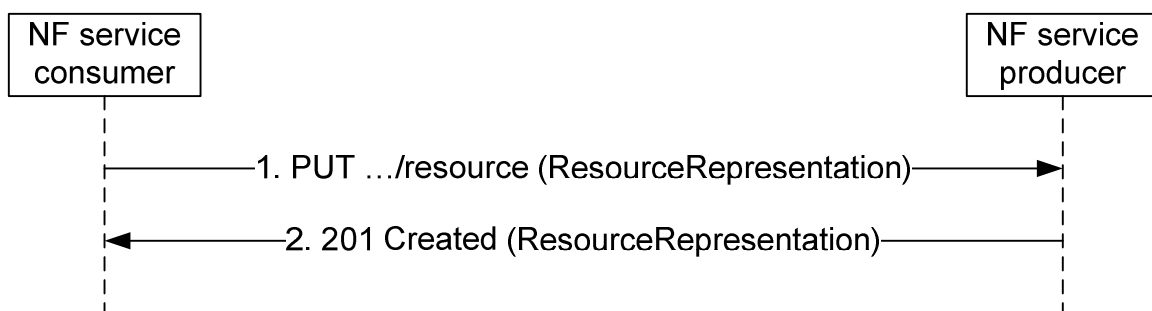 NF service
consumer
NF service
producer
1. PUT …/resource (ResourceRepresentation)
2. 201 Created (ResourceRepresentation)